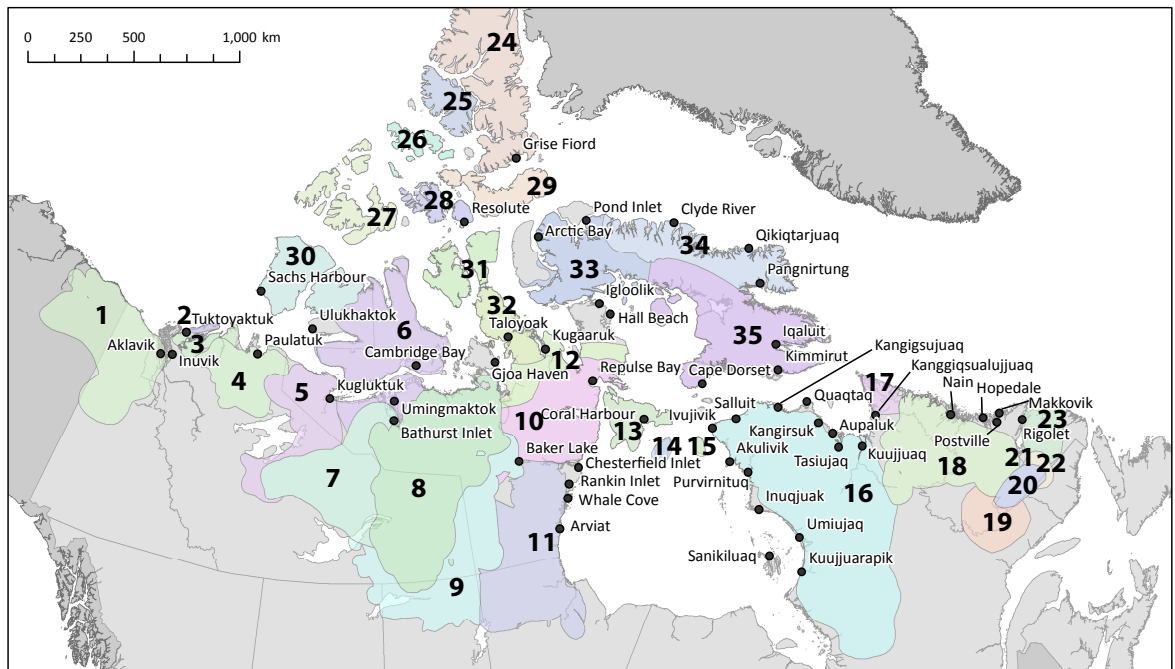 24
0 250 500 1,000 km
25
26
Grise Fiord
29
28
27
Resolute
Pond Inlet
Clyde River
Arctic Bay
34
Qikiqtarjuaq
30
31
33
Pangnirtung
Sachs Harbour
Igloolik
1
2
Tuktoyaktuk
32
Hall Beach
Ulukhaktok
6
Taloyoak
35
Iqaluit
3
Paulatuk
Kugaaruk
Kangigsujuaq
Aklavik
Inuvik
Cambridge Bay
12
Kimmirut
4
Gjoa Haven
Repulse Bay
Cape Dorset
17
Kanggiqsualujjuaq
5
Kugluktuk
Salluit
Quaqtaq
Nain
Hopedale
Umingmaktok
Makkovik
10
Coral Harbour
Ivujivik
23
Bathurst Inlet
13
14
15
Kangirsuk
Aupaluk
Postville
Rigolet
Baker Lake
Akulivik
Tasiujaq
Kuujjuaq
18
21
22
Chesterfield Inlet
7
8
Rankin Inlet
Purvirnituq
16
20
Whale Cove
Inuqjuak
19
Arviat
11
Umiujaq
Sanikiluaq
Kuujjuarapik
9